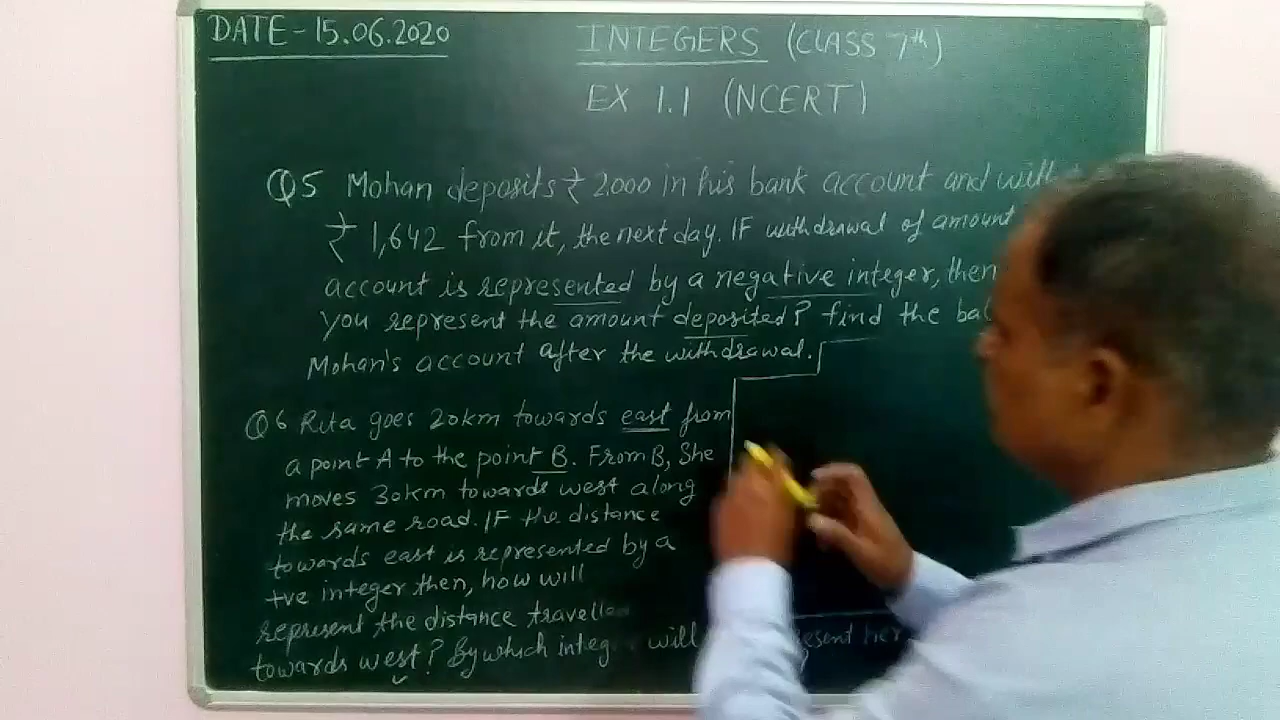 DATE - 15.06.2020
INTEGERS (CLASS 7th)
EX 1.1 (NCERT)
Q5 Mohan deposits ₹ 2000 in his bank account and
₹ 1,642 from it, the next day. IF withdrawal of amount
account is represented by a negative integer, then
you represent the amount deposited? find the
Mohan's account after the withdrawal.
Q6 Rita goes 20km towards east from
a point A to the point B. From B, She
moves 30km towards west along
the same road. IF the distance
towards east is represented by a
+ve integer then, how will
represent the distance
towards west? By which will her